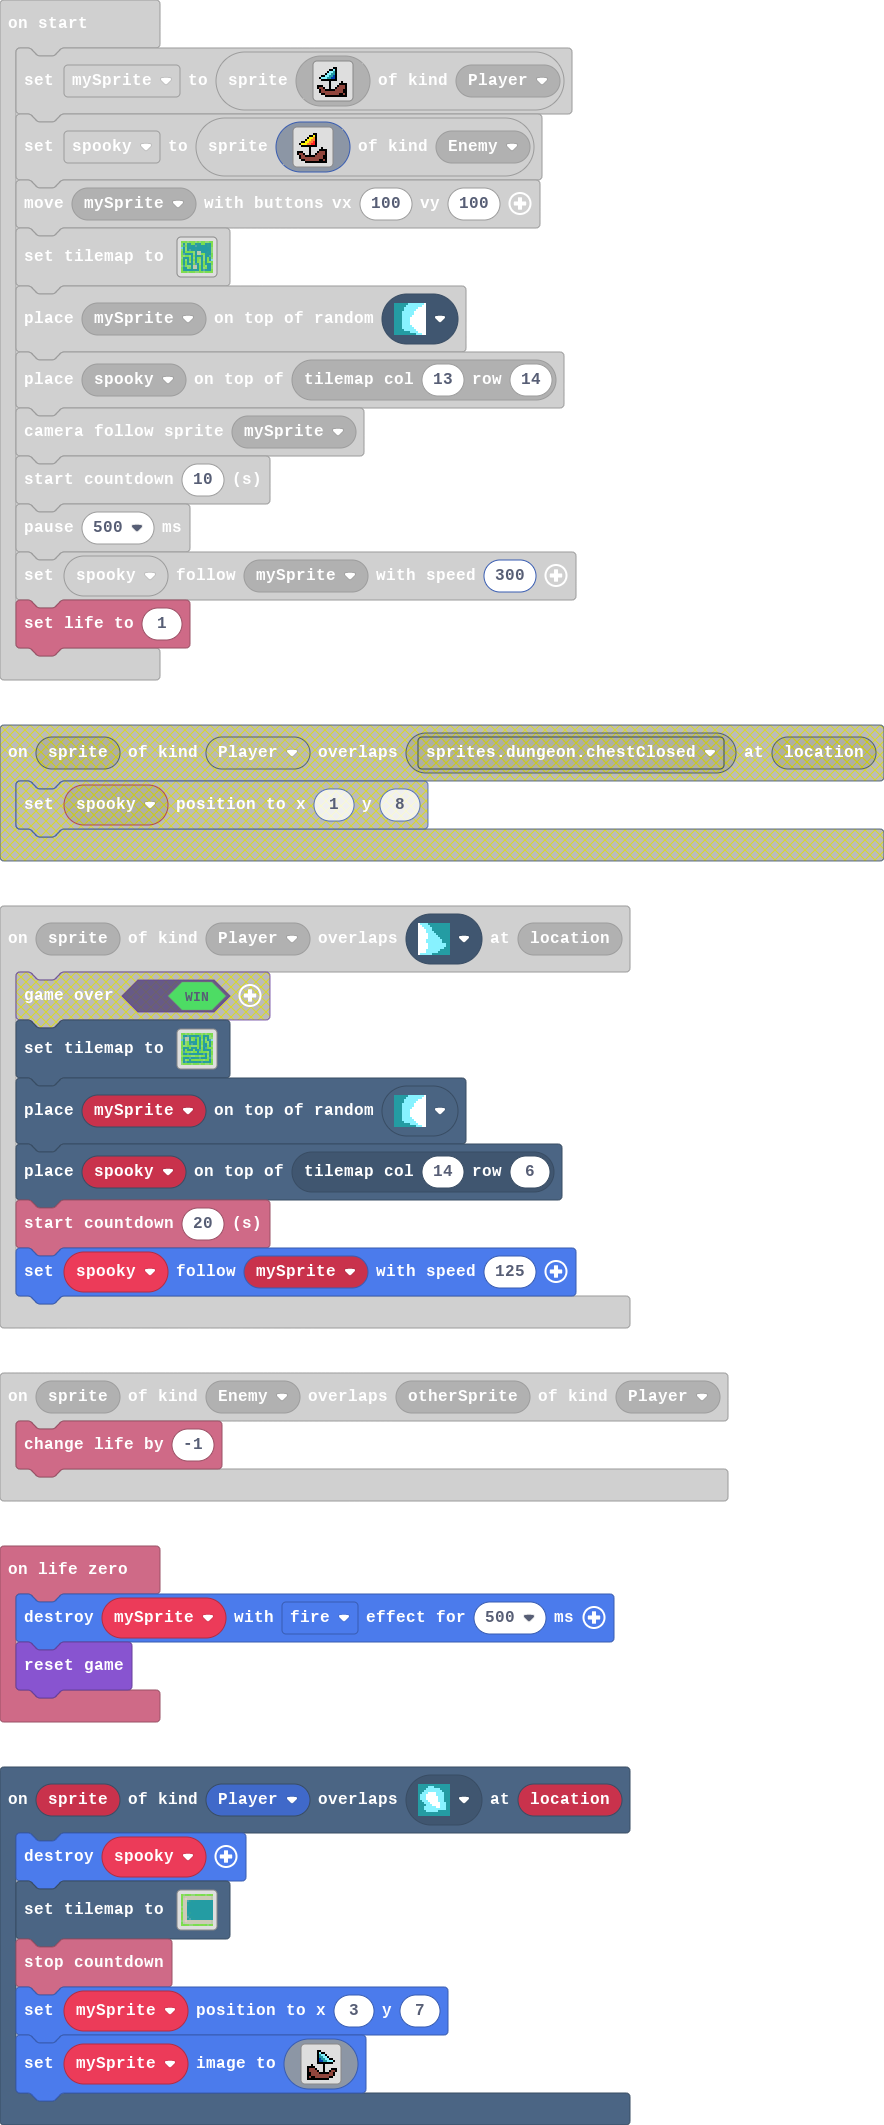 on start
set mySprite to sprite of kind Player
set spooky to sprite of kind Enemy
move mySprite with buttons vx 100 vy 100
set tilemap to
place mySprite on top of random
place spooky on top of tilemap col 13 row 14
camera follow sprite mySprite
start countdown 10 (s)
pause 500 ms
set spooky follow mySprite with speed 300
set life to 1
on sprite of kind Player overlaps sprites.dungeon.chestClosed at location
set spooky position to x 1 y 8
on sprite of kind Player overlaps at location
game over WIN
set tilemap to
place mySprite on top of random
place spooky on top of tilemap col 14 row 6
start countdown 20 (s)
set spooky follow mySprite with speed 125
on sprite of kind Enemy overlaps otherSprite of kind Player
change life by -1
on life zero
destroy mySprite with fire effect for 500 ms
reset game
on sprite of kind Player overlaps at location
destroy spooky
set tilemap to
stop countdown
set mySprite position to x 3 y 7
set mySprite image to